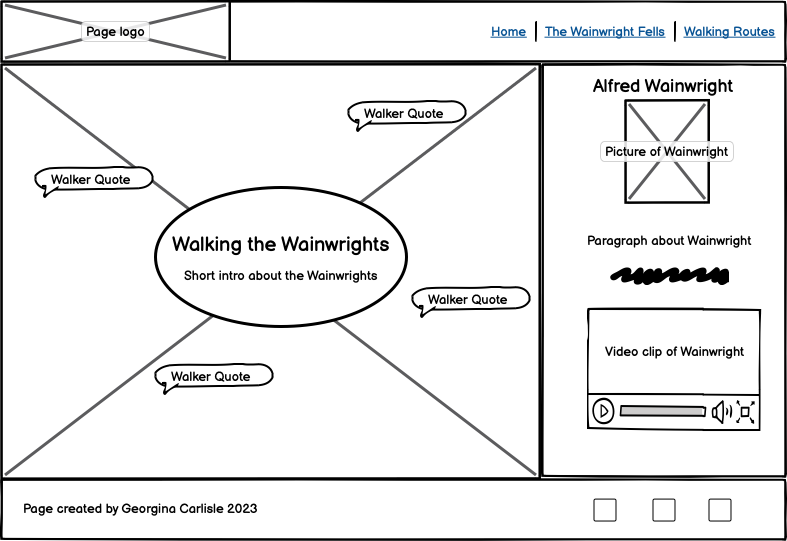 Page logo
Home
The Wainwright Fells
Walking Routes
Walker Quote
Walker Quote
Walking the Wainwrights
Short intro about the Wainwrights
Walker Quote
Walker Quote
Alfred Wainwright
Picture of Wainwright
Paragraph about Wainwright
Video clip of Wainwright
Page created by Georgina Carlisle 2023